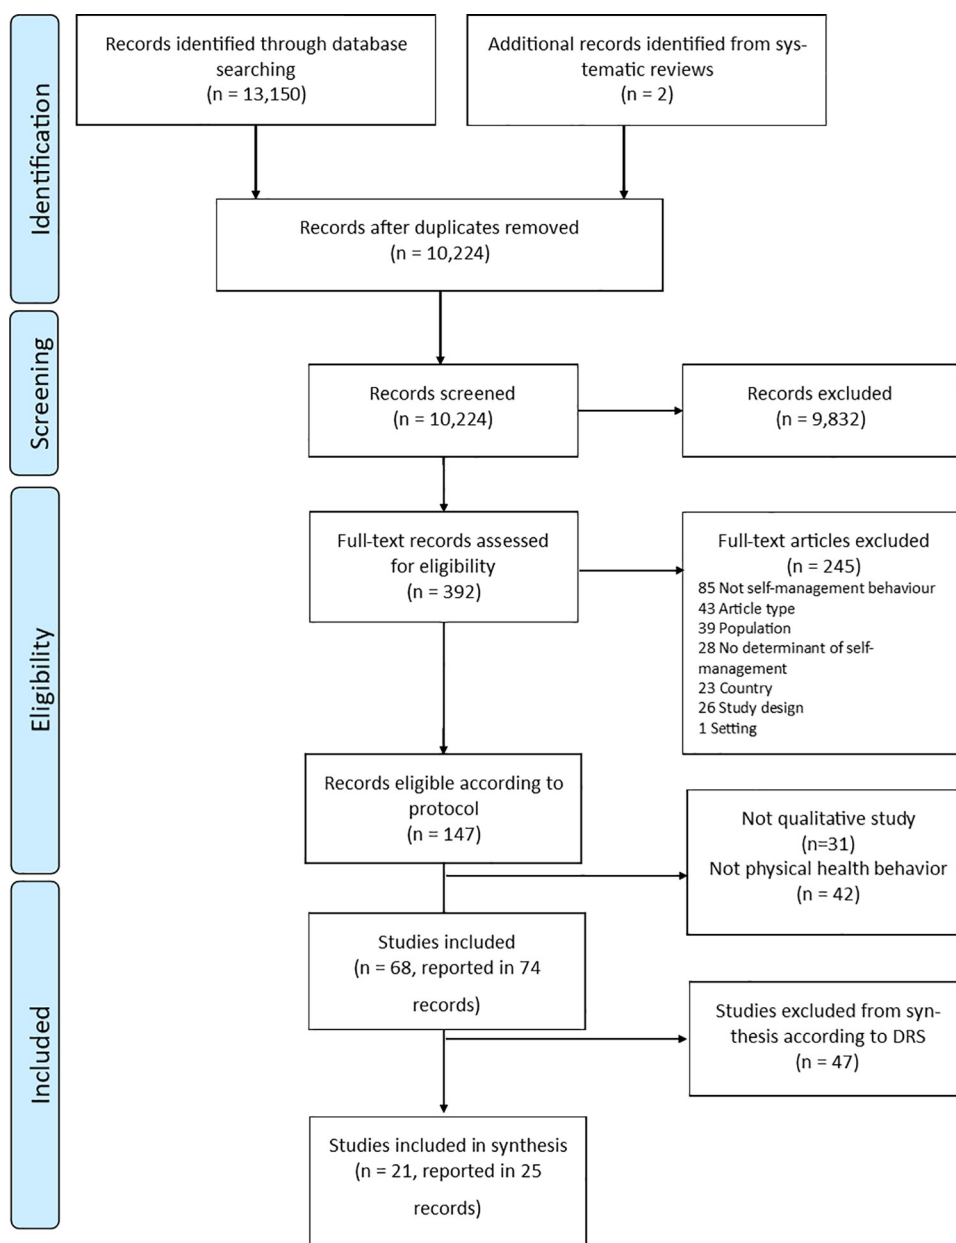 Identification
Records identified through database
searching
(n = 13,150)
Additional records identified from sys-
tematic reviews
(n = 2)
Records after duplicates removed
(n = 10,224)
Screening
Records screened
(n = 10,224)
Records excluded
(n = 9,832)
Eligibility
Full-text records assessed
for eligibility
(n = 392)
Full-text articles excluded
(n = 245)
85 Not self-management behaviour
43 Article type
39 Population
28 No determinant of self-
management
23 Country
26 Study design
1 Setting
Records eligible according to
protocol
(n = 147)
Not qualitative study
(n=31)
Not physical health behavior
(n = 42)
Included
Studies included
(n = 68, reported in 74
records)
Studies excluded from syn-
thesis according to DRS
(n = 47)
Studies included in synthesis
(n = 21, reported in 25
records)